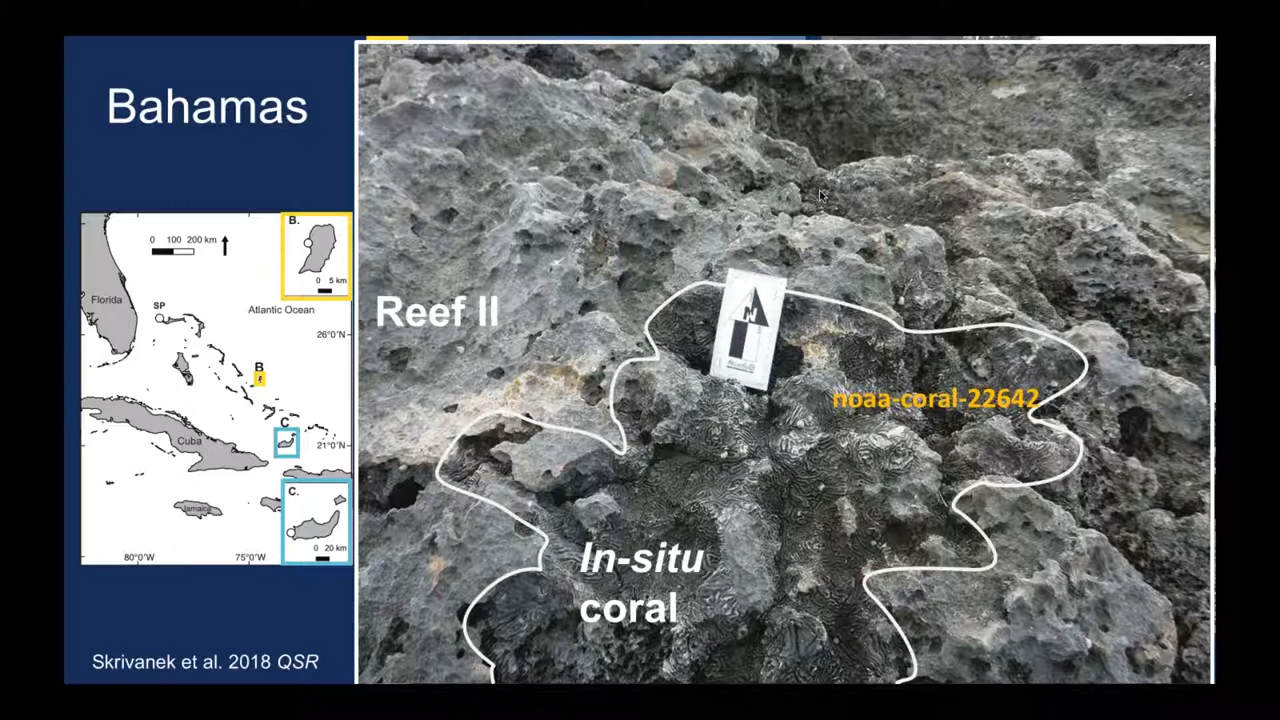 Bahamas
B.
0 100 200 km
0 5 km
Florida
SP
Atlantic Ocean
26°0'N
B
C
Cuba
21°0'N
C.
Jamaica
0 20 km
80°0'W
75°0'W
Skrivanek et al. 2018 QSR
Reef II
N
noaa-coral-22642
In-situ
coral